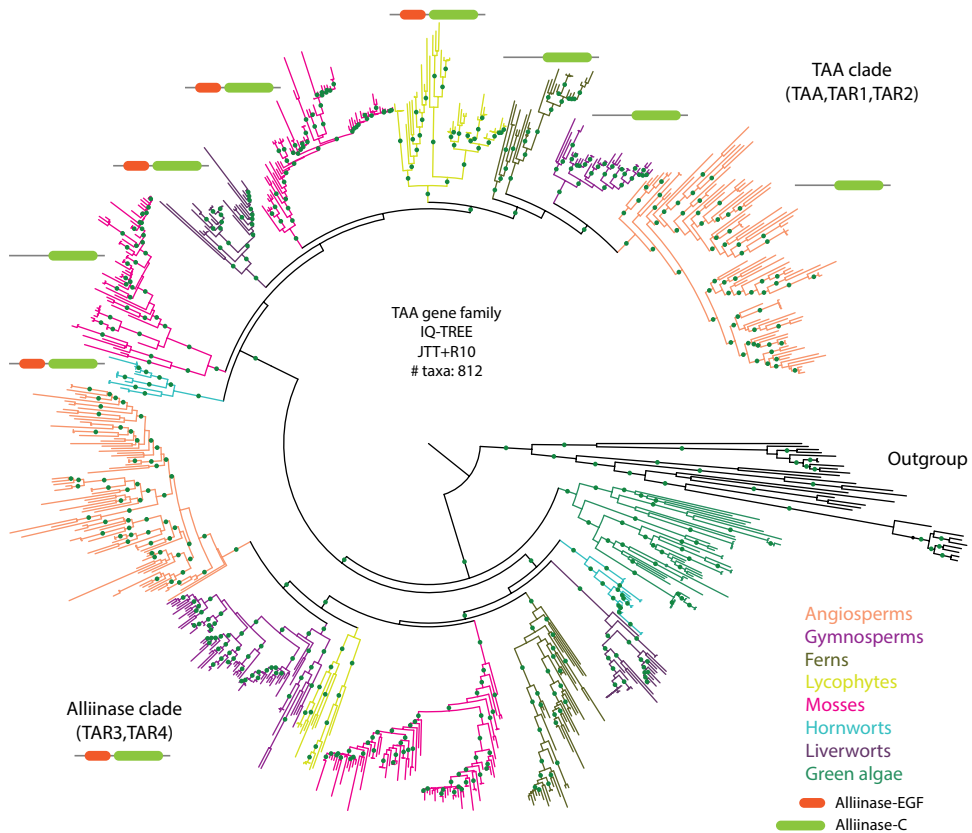 TAA clade
(TAA,TAR1,TAR2)
TAA gene family
IQ-TREE
JTT+R10
# taxa: 812
Outgroup
Angiosperms
Gymnosperms
Ferns
Lycophytes
Mosses
Hornworts
Liverworts
Green algae
Alliinase-EGF
Alliinase-C
Alliinase clade
(TAR3,TAR4)